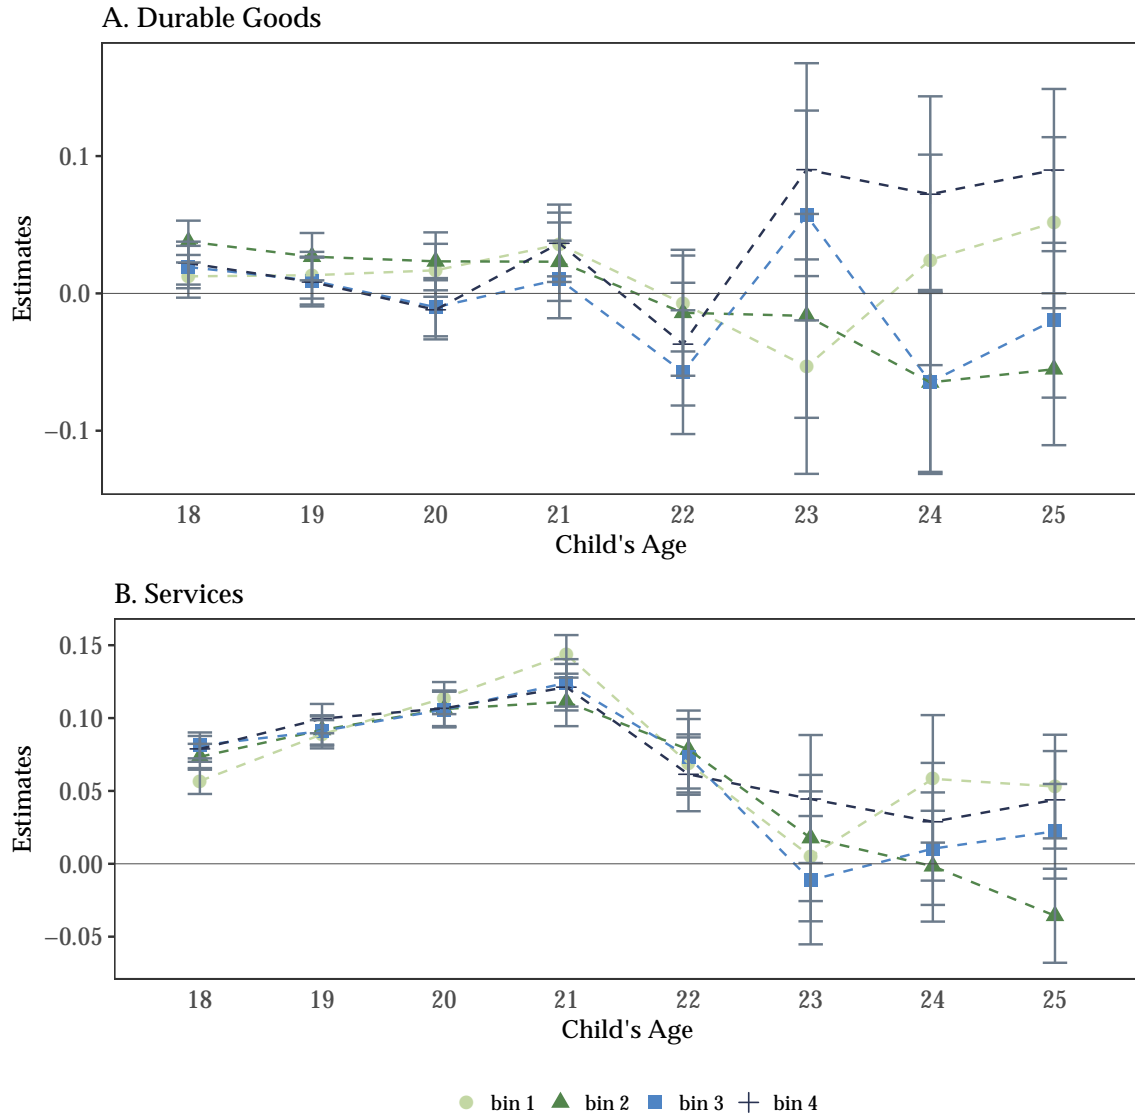 A. Durable Goods
0.1
0.0
−0.1
Estimates
18 19 20 21 22 23 24 25
Child's Age
B. Services
0.15
0.10
0.05
0.00
−0.05
Estimates
18 19 20 21 22 23 24 25
Child's Age
bin 1 bin 2 bin 3 bin 4